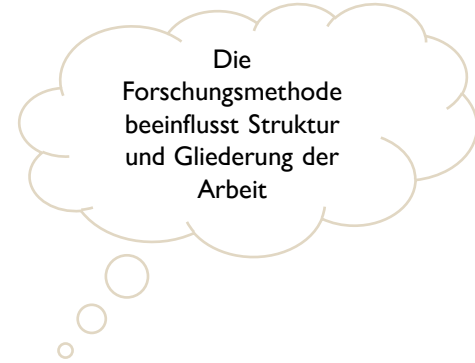 Die
Forschungsmethode
beeinflusst Struktur
und Gliederung der
Arbeit